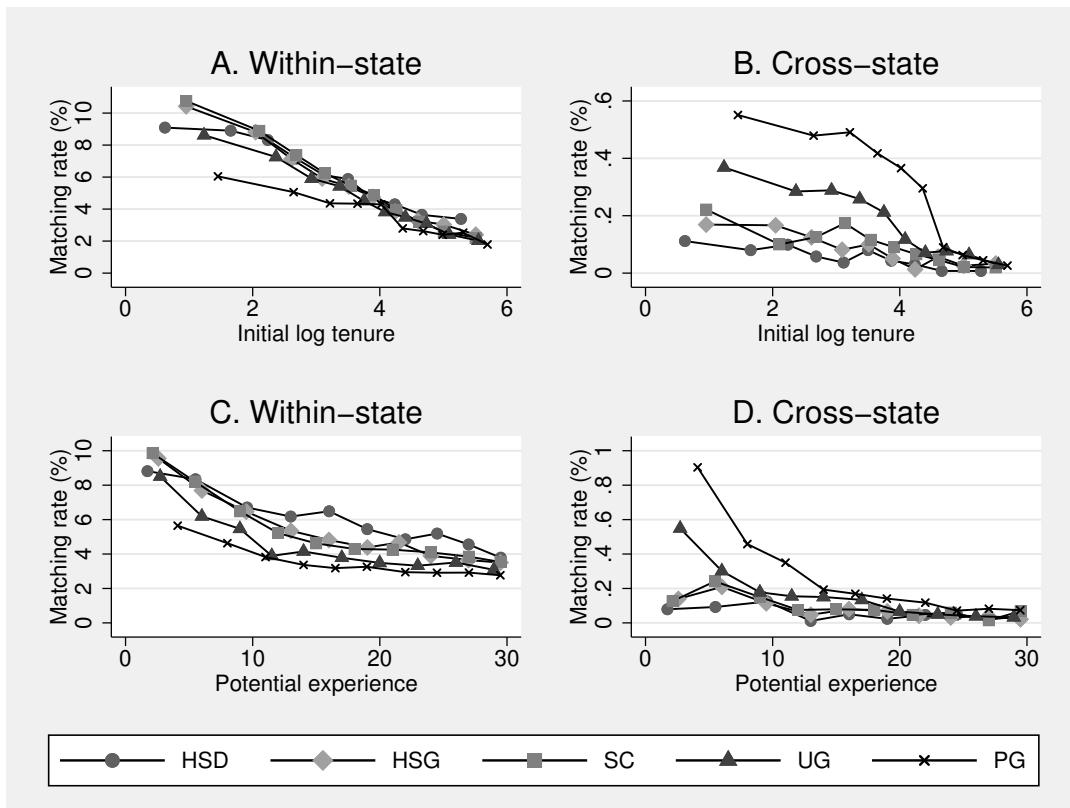 A. Within−state
B. Cross−state
Matching rate (%)
0 2 4 6 8 10
0 2 4 6
Initial log tenure
Matching rate (%)
0 .2 .4 .6
0 2 4 6
Initial log tenure
C. Within−state
D. Cross−state
Matching rate (%)
0 2 4 6 8 10
0 10 20 30
Potential experience
Matching rate (%)
0 .2 .4 .6 .8 1
0 10 20 30
Potential experience
HSD HSG SC UG PG